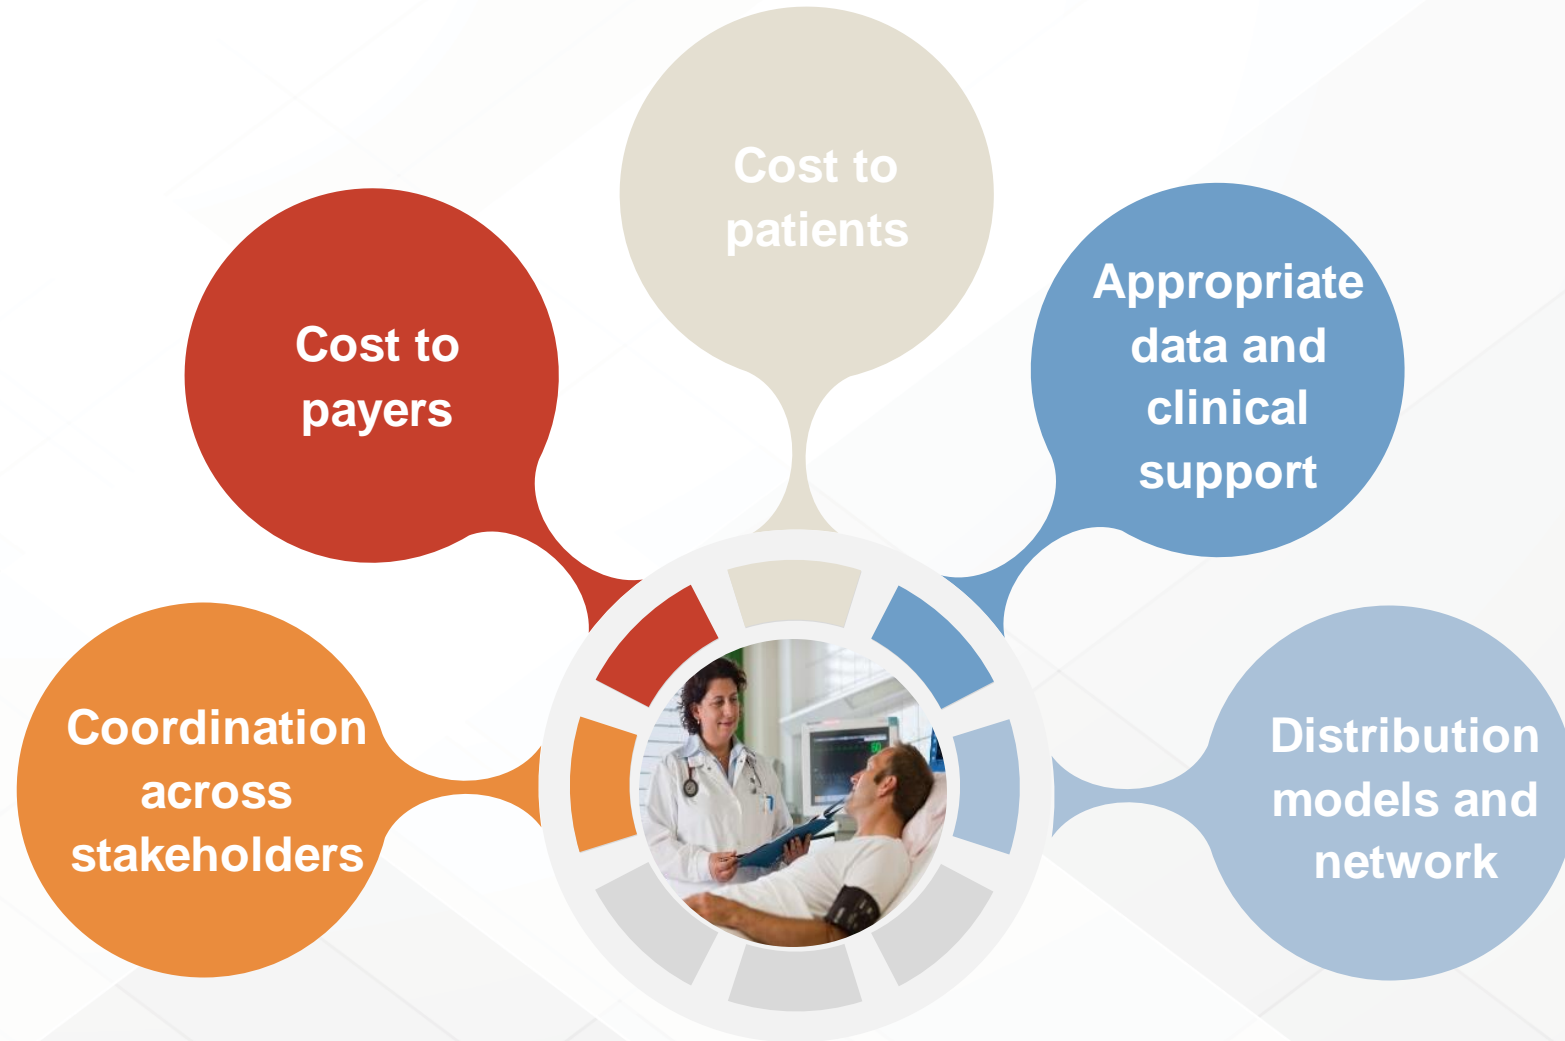 Cost to
patients
Cost to
payers
Appropriate
data and
clinical
support
Coordination
across
stakeholders
Distribution
models and
network